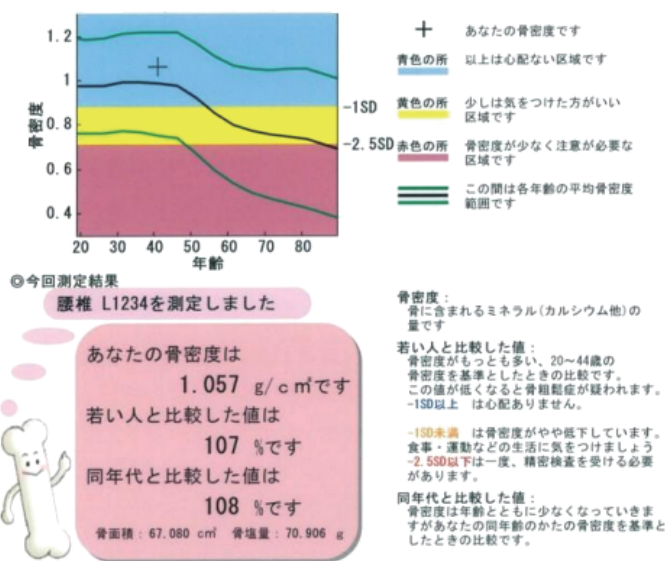 1.2
1
0.8
0.6
0.4
骨密度
20 30 40 50 60 70 80
年齢
-1SD
-2.5SD
あなたの骨密度です
青色の所 以上は心配ない区域です
黄色の所 少しは気をつけた方がいい
区域です
赤色の所 骨密度が少なく注意が必要な
区域です
この間は各年齢の平均骨密度
範囲です
◎今回測定結果
腰椎 L1234を測定しました
あなたの骨密度は
1.057 g/c㎡です
若い人と比較した値は
107 %です
同年代と比較した値は
108 %です
骨面積：67.080 c㎡ 骨塩量：70.906 g
骨密度：
骨に含まれるミネラル(カルシウム他)の
量です
若い人と比較した値：
骨密度がもっとも多い、20～44歳の
骨密度を基準としたときの比較です。
この値が低くなると骨粗鬆症が疑われます。
-1SD以上 は心配ありません。
-1SD未満 は骨密度がやや低下しています。
食事・運動などの生活に気をつけましょう
-2.5SD以下は一度、精密検査を受ける必要
があります。
同年代と比較した値：
骨密度は年齢とともに少なくなっていきま
すがあなたの同年齢のかたの骨密度を基準と
したときの比較です。